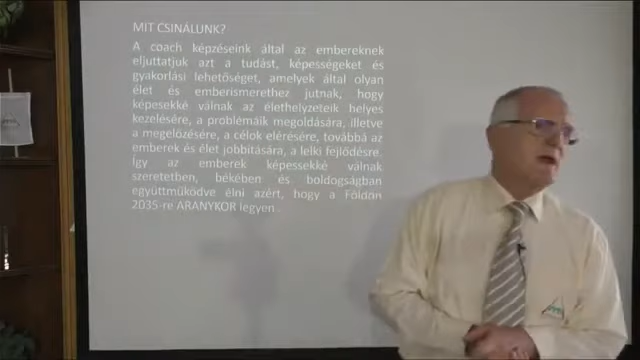 MIT CSINÁLUNK?
A coach képzéseink által az embereknek
eljuttatjuk azt a tudást, képességeket és
gyakorlási lehetőséget, amelyek által olyan
élet és emberismerethez jutnak, hogy
képesekké válnak az élethelyzeteik helyes
kezelésére, a problémáik megoldására, illetve
a megelőzésére, a célok elérésére, továbbá az
emberek és élet jobbítására, a lelki fejlődésre.
Így az emberek képessekké válnak
szeretetben, békében és boldogságban
együttműködve élni azért, hogy a Földön
2035-re ARANYKOR legyen.